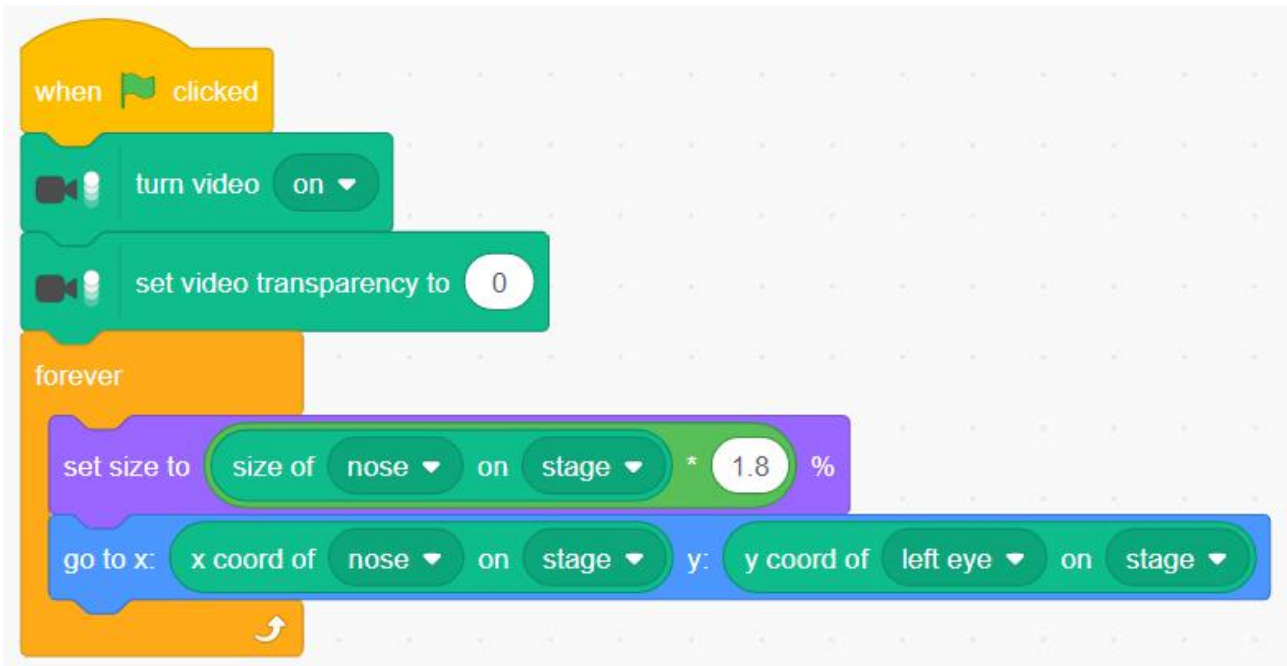 when clicked
turn video on
set video transparency to 0
forever
set size to size of nose on stage * 1.8 %
go to x: x coord of nose on stage y: y coord of left eye on stage